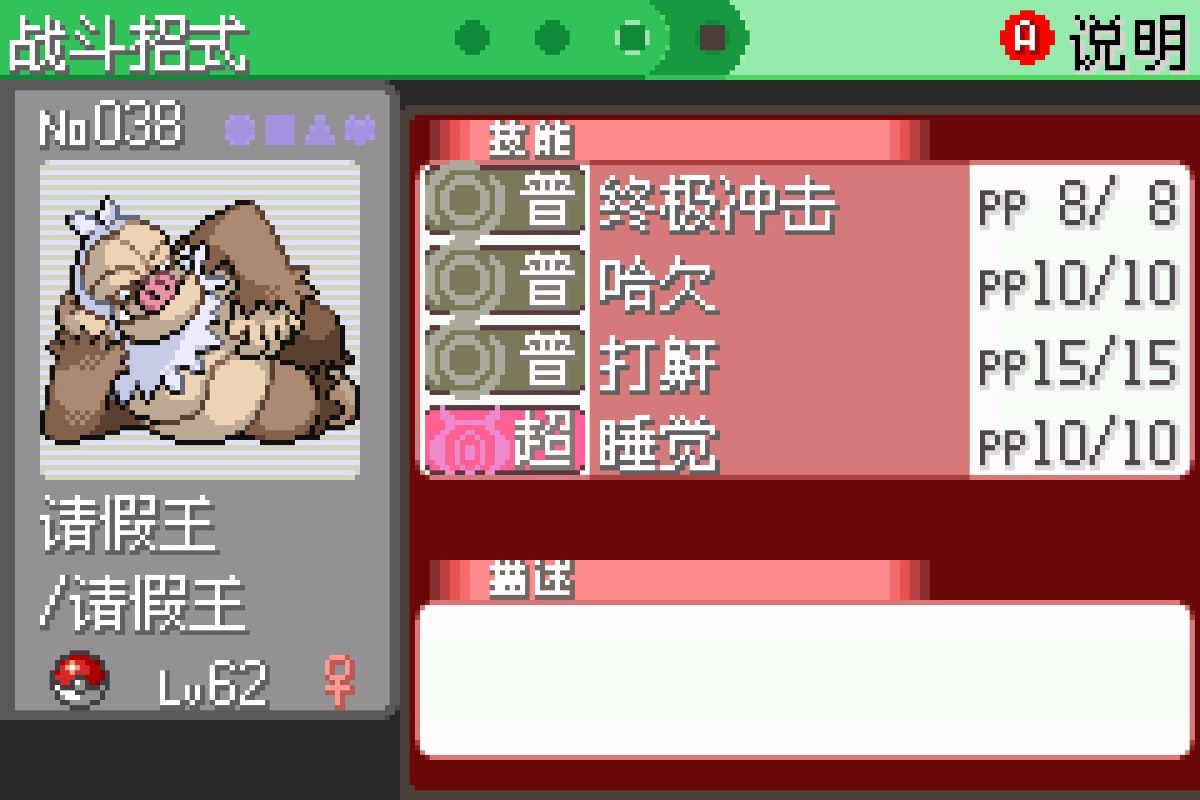 战斗招式
A 说明
No038
技能
普 终极冲击 PP 8/ 8
普 哈欠 PP10/10
普 打鼾 PP15/15
超 睡觉 PP10/10
请假王
/请假王
Lv62 ♀
描述